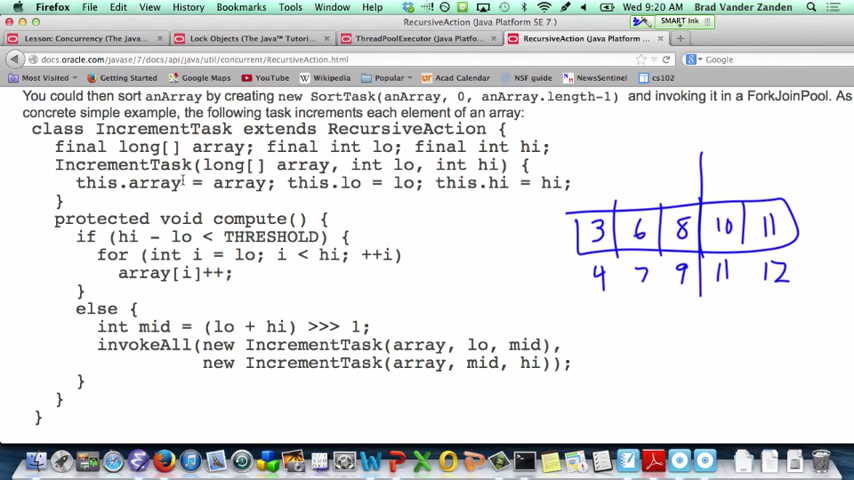 Firefox File Edit View History Bookmarks Tools Window Help Wed 9:20 AM Brad Vander Zanden
RecursiveAction (Java Platform SE 7 )
SMART Ink
Lesson: Concurrency (The Java™ ...
Lock Objects (The Java™ Tutori...
ThreadPoolExecutor (Java Platf...
RecursiveAction (Java Platform ...
docs.oracle.com/javase/7/docs/api/java/util/concurrent/RecursiveAction.html
Google
Most Visited Getting Started Google Maps YouTube Wikipedia Popular Acad Calendar NSF guide NewsSentinel cs102
You could then sort anArray by creating new SortTask(anArray, 0, anArray.length-1) and invoking it in a ForkJoinPool. As
concrete simple example, the following task increments each element of an array:
class IncrementTask extends RecursiveAction {
final long[] array; final int lo; final int hi;
IncrementTask(long[] array, int lo, int hi) {
this.array = array; this.lo = lo; this.hi = hi;
}
protected void compute() {
if (hi - lo < THRESHOLD) {
for (int i = lo; i < hi; ++i)
array[i]++;
}
else {
int mid = (lo + hi) >>> 1;
invokeAll(new IncrementTask(array, lo, mid),
new IncrementTask(array, mid, hi));
}
}
}
3 6 8 10 11
4 7 9 11 12